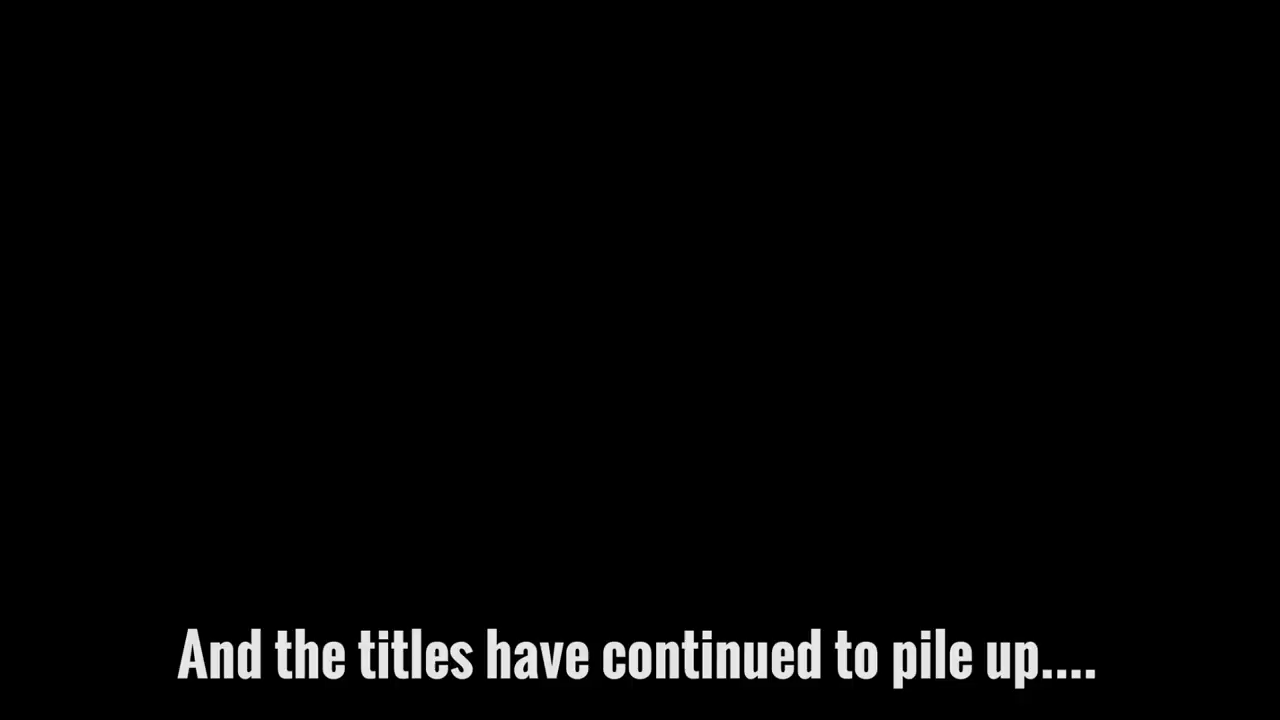 And the titles have continued to pile up....